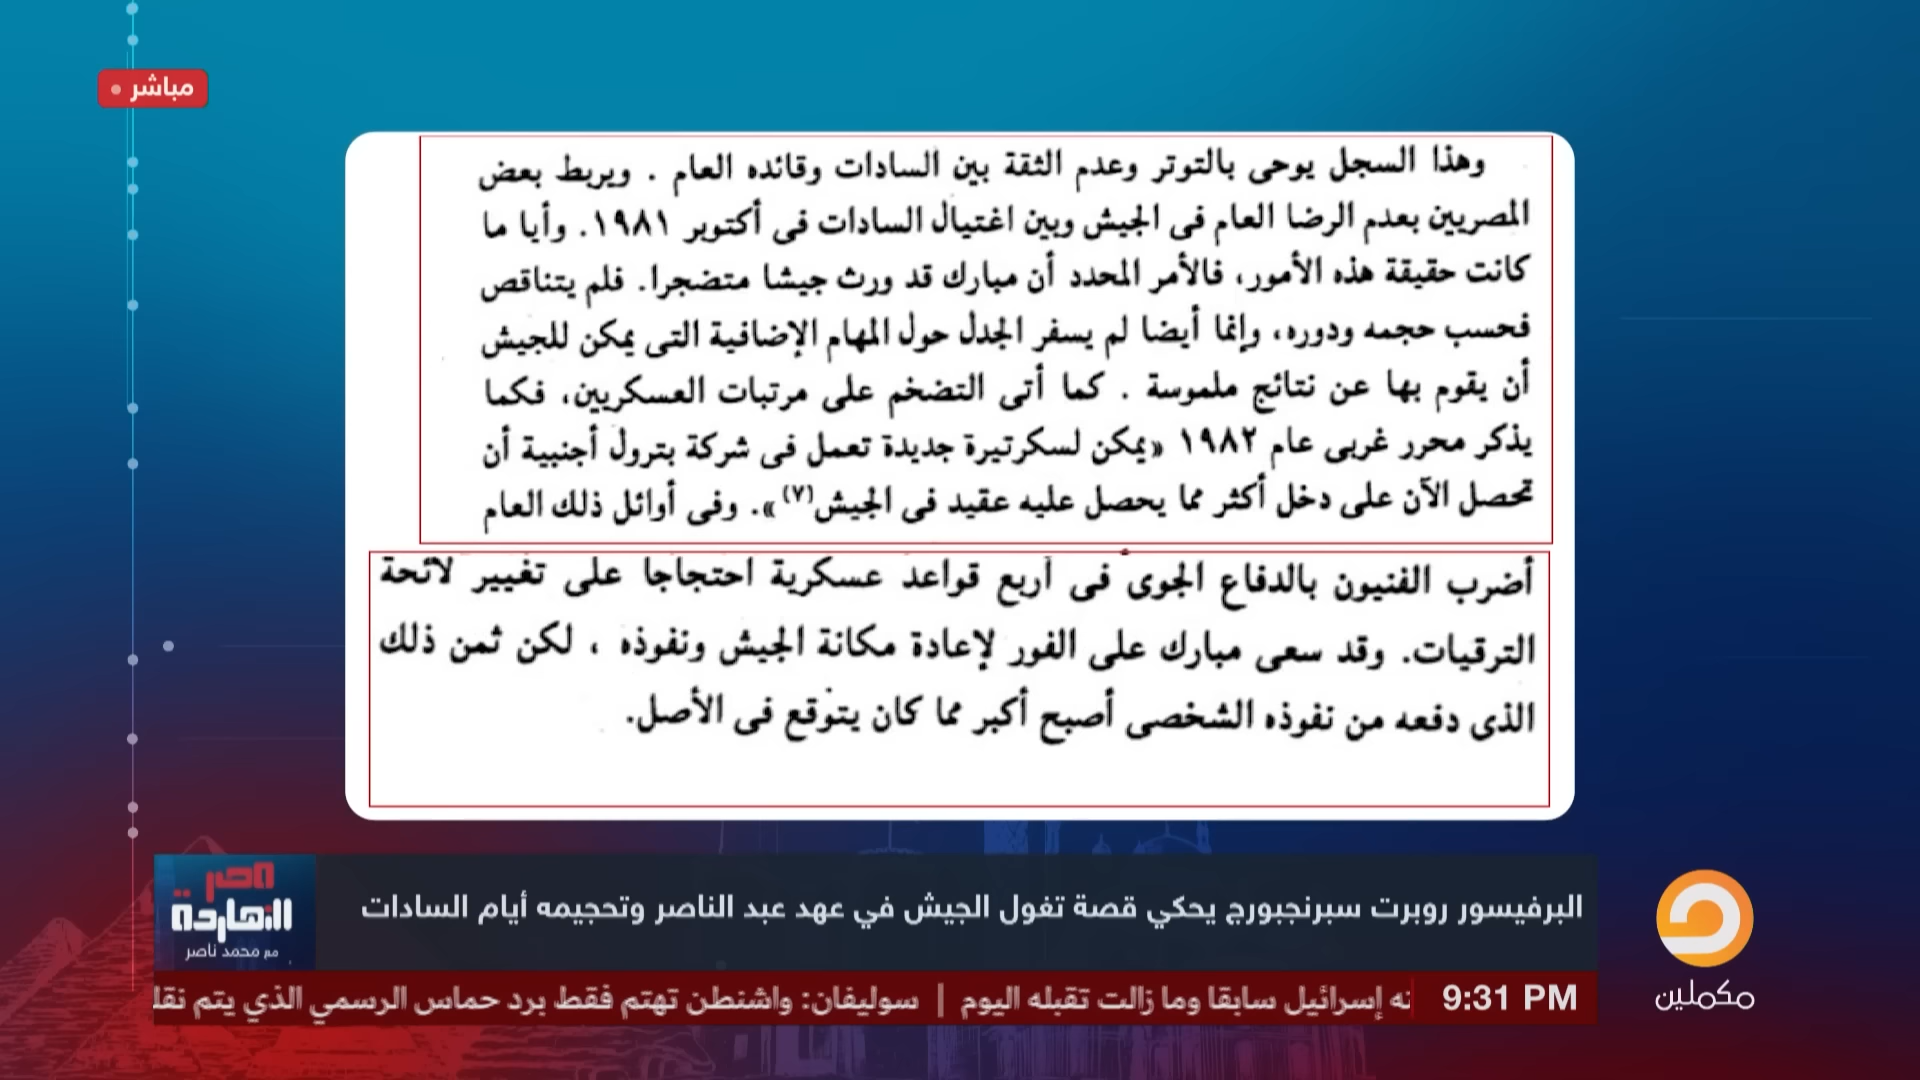 مباشر
وهذا السجل يوحى بالتوتر وعدم الثقة بين السادات وقائده العام . ويربط بعض
المصريين بعدم الرضا العام فى الجيش وبين اغتيال السادات فى أكتوبر ١٩٨١. وأيا ما
كانت حقيقة هذه الأمور، فالأمر المحدد أن مبارك قد ورث جيشا متضجرا. فلم يتناقص
فحسب حجمه ودوره، وإنما أيضا لم يسفر الجدل حول المهام الإضافية التى يمكن للجيش
أن يقوم بها عن نتائج ملموسة . كما أتى التضخم على مرتبات العسكريين، فكما
يذكر محرر غربى عام ١٩٨٢ «يمكن لسكرتيرة جديدة تعمل فى شركة بترول أجنبية أن
تحصل الآن على دخل أكثر مما يحصل عليه عقيد فى الجيش(٧)». وفى أوائل ذلك العام
أضرب الفنيون بالدفاع الجوى فى أربع قواعد عسكرية احتجاجا على تغيير لائحة
الترقيات. وقد سعى مبارك على الفور لإعادة مكانة الجيش ونفوذه ، لكن ثمن ذلك
الذى دفعه من نفوذه الشخصى أصبح أكبر مما كان يتوقع فى الأصل.
البرفيسور روبرت سبرنجبورج يحكي قصة تغول الجيش في عهد عبد الناصر وتحجيمه أيام السادات
مصر
النهاردة
مع محمد ناصر
9:31 PM
ته إسرائيل سابقا وما زالت تقبله اليوم | سوليفان: واشنطن تهتم فقط برد حماس الرسمي الذي يتم نقل
مكملين